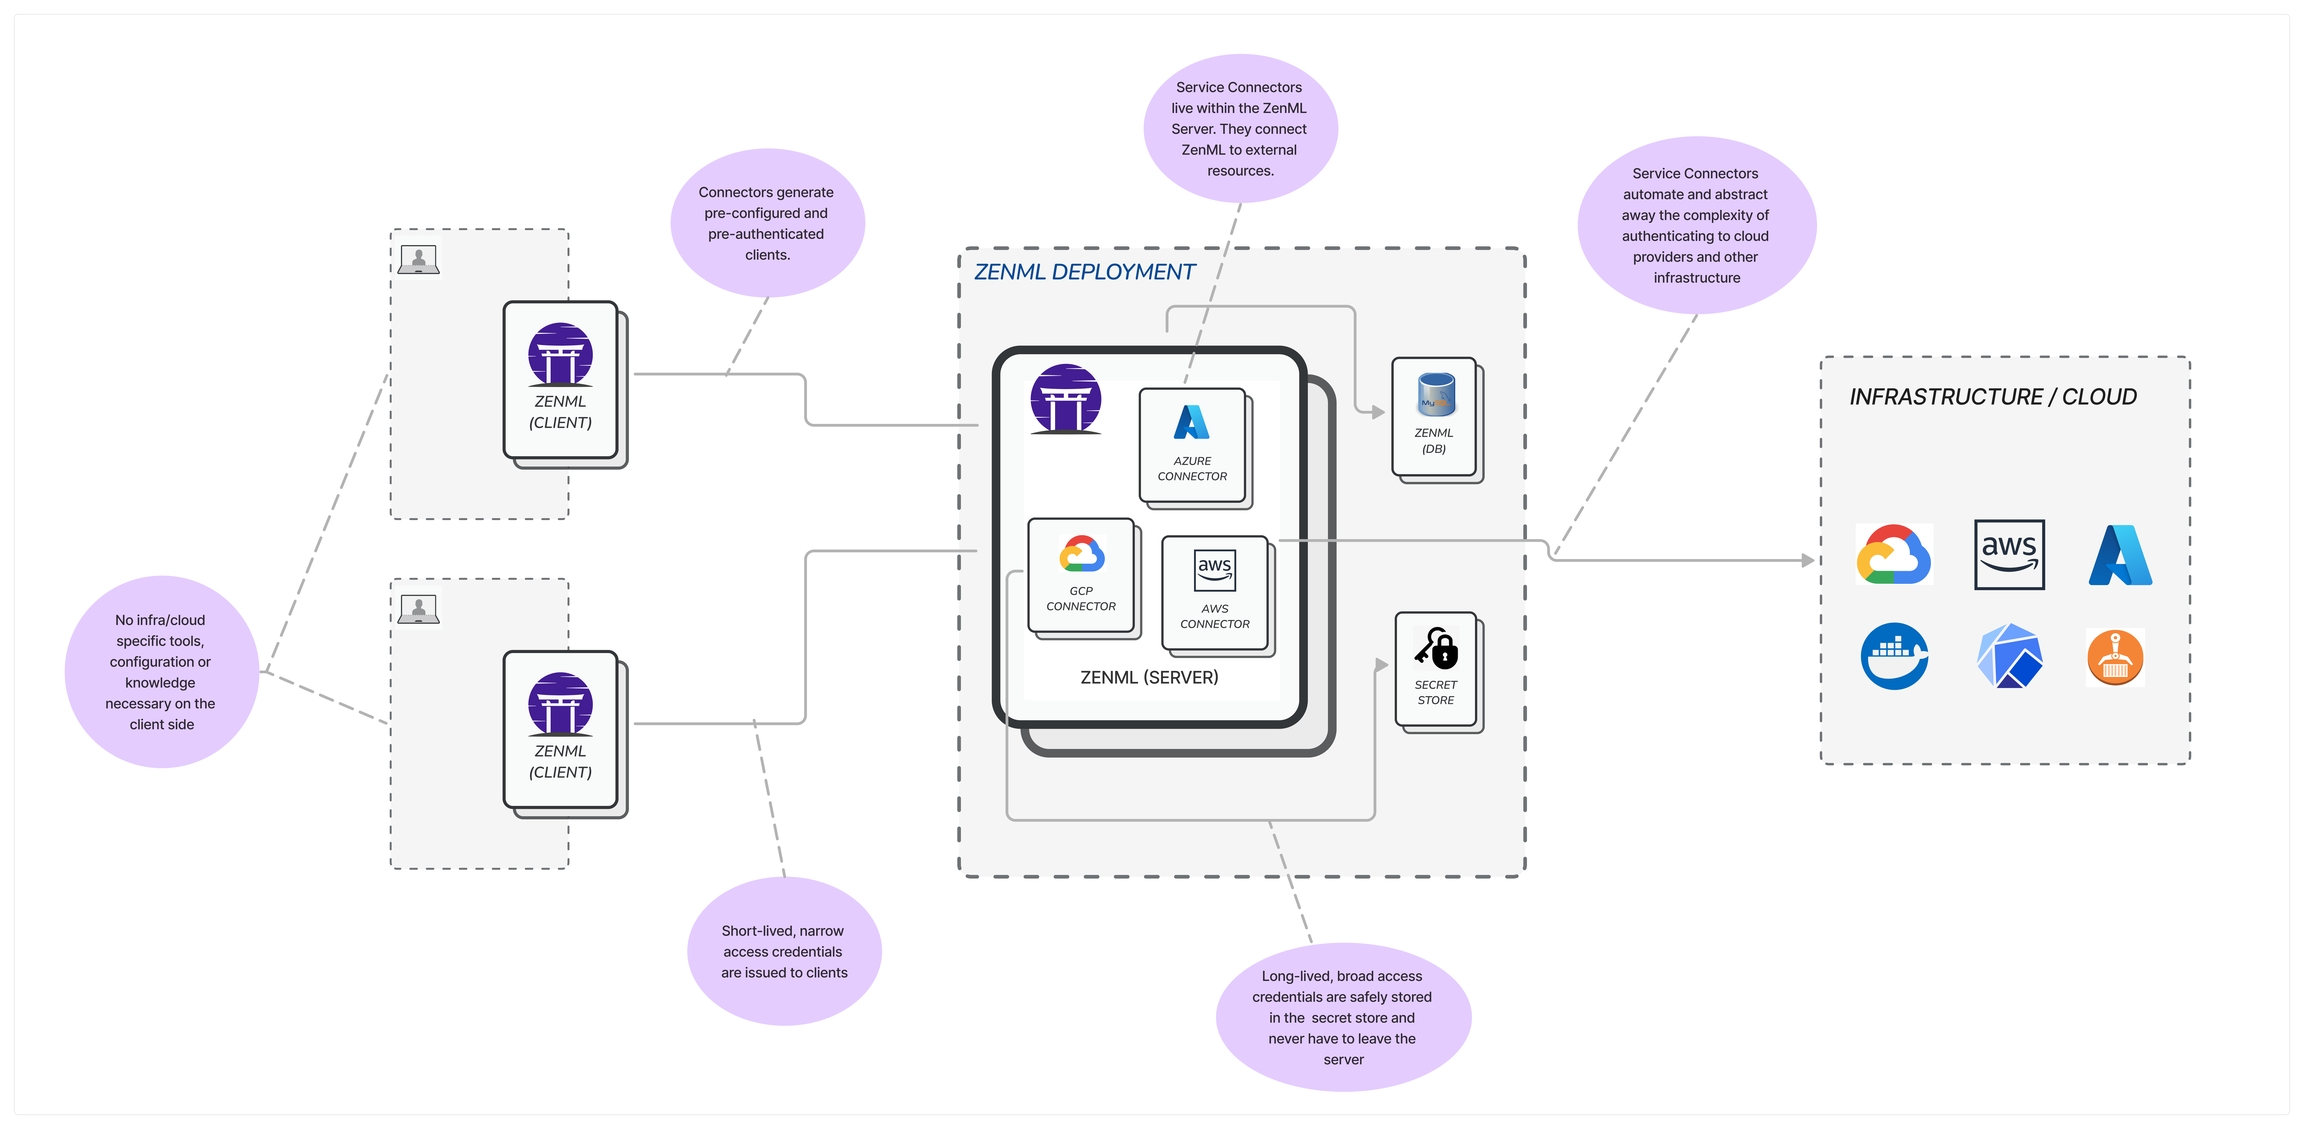 Service Connectors
live within the ZenML
Server. They connect
ZenML to external
resources.
Connectors generate
pre-configured and
pre-authenticated
clients.
Service Connectors
automate and abstract
away the complexity of
authenticating to cloud
providers and other
infrastructure
ZENML
(CLIENT)
ZENML DEPLOYMENT
AZURE
CONNECTOR
GCP
CONNECTOR
aws
AWS
CONNECTOR
ZENML (SERVER)
MySQL
ZENML
(DB)
SECRET
STORE
INFRASTRUCTURE / CLOUD
aws
No infra/cloud
specific tools,
configuration or
knowledge
necessary on the
client side
ZENML
(CLIENT)
Short-lived, narrow
access credentials
are issued to clients
Long-lived, broad access
credentials are safely stored
in the  secret store and
never have to leave the
server